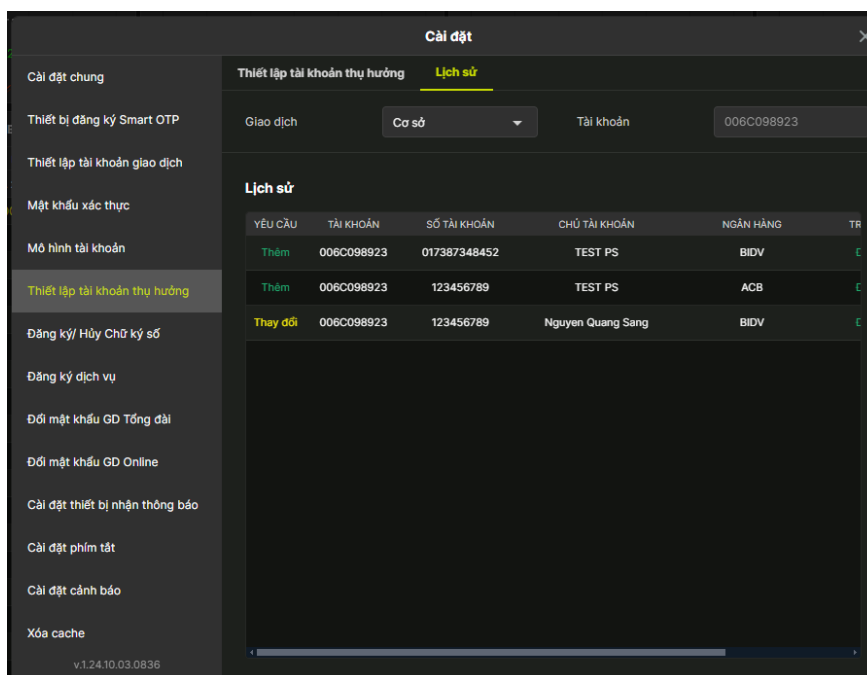 Cài đặt
Cài đặt chung
Thiết bị đăng ký Smart OTP
Thiết lập tài khoản giao dịch
Mật khẩu xác thực
Mô hình tài khoản
Thiết lập tài khoản thụ hưởng
Đăng ký/ Hủy Chữ ký số
Đăng ký dịch vụ
Đổi mật khẩu GD Tổng đài
Đổi mật khẩu GD Online
Cài đặt thiết bị nhận thông báo
Cài đặt phím tắt
Cài đặt cảnh báo
Xóa cache
v.1.24.10.03.0836
Thiết lập tài khoản thụ hưởng Lịch sử
Giao dịch Cơ sở Tài khoản 006C098923
Lịch sử
YÊU CẦU TÀI KHOẢN SỐ TÀI KHOẢN CHỦ TÀI KHOẢN NGÂN HÀNG TR
Thêm 006C098923 017387348452 TEST PS BIDV
Thêm 006C098923 123456789 TEST PS ACB
Thay đổi 006C098923 123456789 Nguyen Quang Sang BIDV